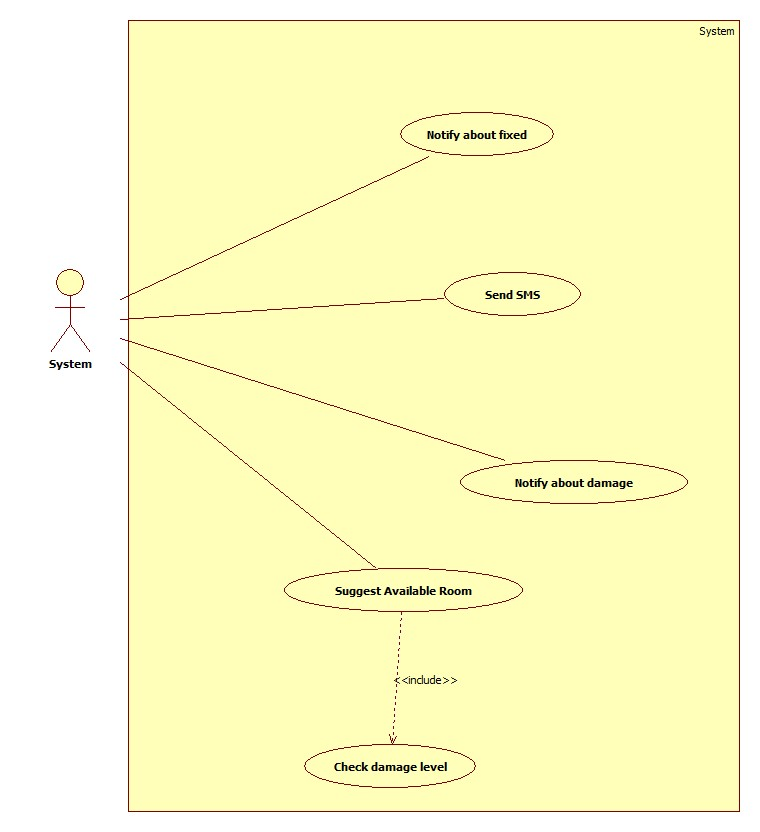 System
Notify about fixed
Send SMS
System
Notify about damage
Suggest Available Room
<<include>>
Check damage level